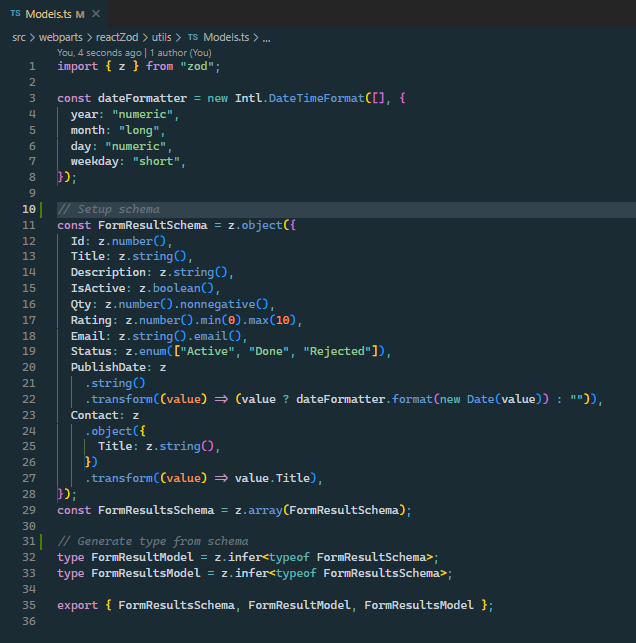 TS Models.ts M ×
src > webparts > reactZod > utils > TS Models.ts > ...
You, 4 seconds ago | 1 author (You)
1 import { z } from "zod";
2
3 const dateFormatter = new Intl.DateTimeFormat([], {
4   year: "numeric",
5   month: "long",
6   day: "numeric",
7   weekday: "short",
8 });
9
10 // Setup schema
11 const FormResultSchema = z.object({
12   Id: z.number(),
13   Title: z.string(),
14   Description: z.string(),
15   IsActive: z.boolean(),
16   Qty: z.number().nonnegative(),
17   Rating: z.number().min(0).max(10),
18   Email: z.string().email(),
19   Status: z.enum(["Active", "Done", "Rejected"]),
20   PublishDate: z
21     .string()
22     .transform((value) => (value ? dateFormatter.format(new Date(value)) : "")),
23   Contact: z
24     .object({
25       Title: z.string(),
26     })
27     .transform((value) => value.Title),
28 });
29 const FormResultsSchema = z.array(FormResultSchema);
30
31 // Generate type from schema
32 type FormResultModel = z.infer<typeof FormResultSchema>;
33 type FormResultsModel = z.infer<typeof FormResultsSchema>;
34
35 export { FormResultsSchema, FormResultModel, FormResultsModel };
36